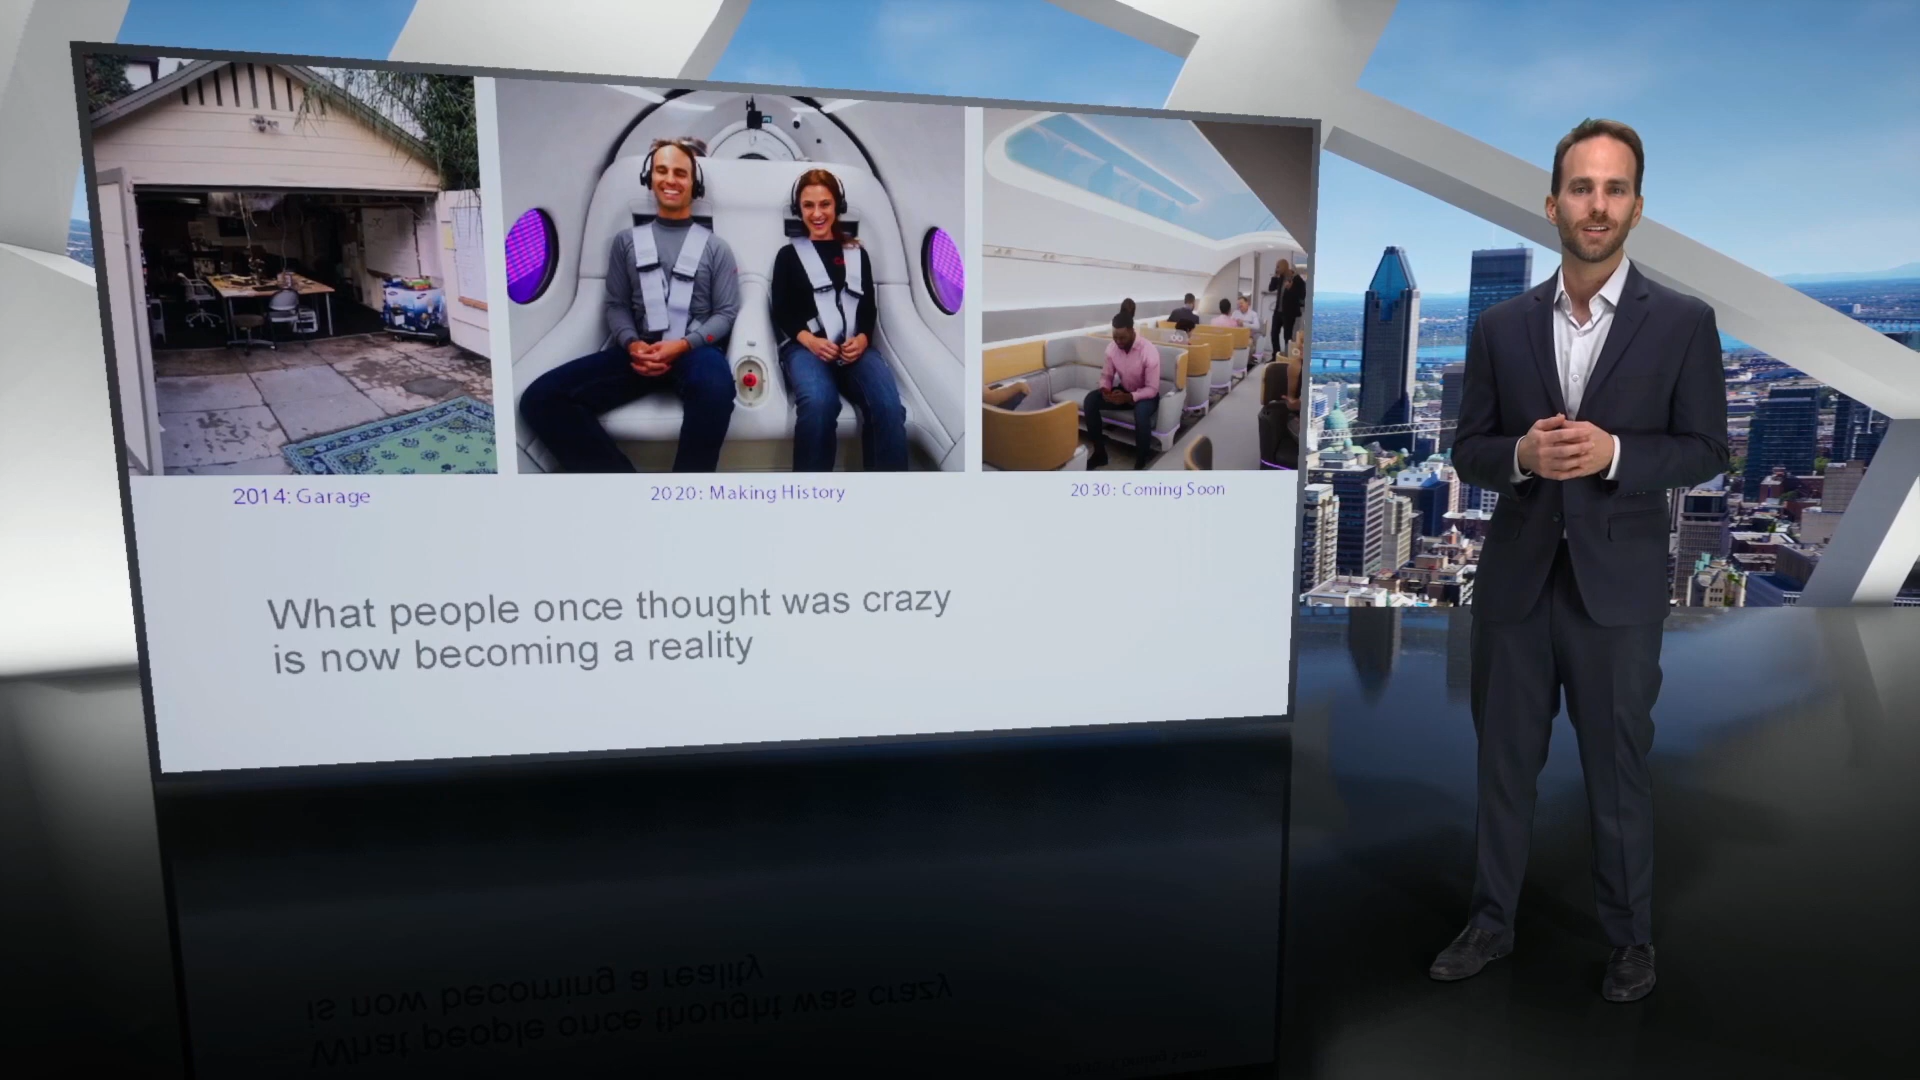 2014: Garage
2020: Making History
2030: Coming Soon
What people once thought was crazy
is now becoming a reality